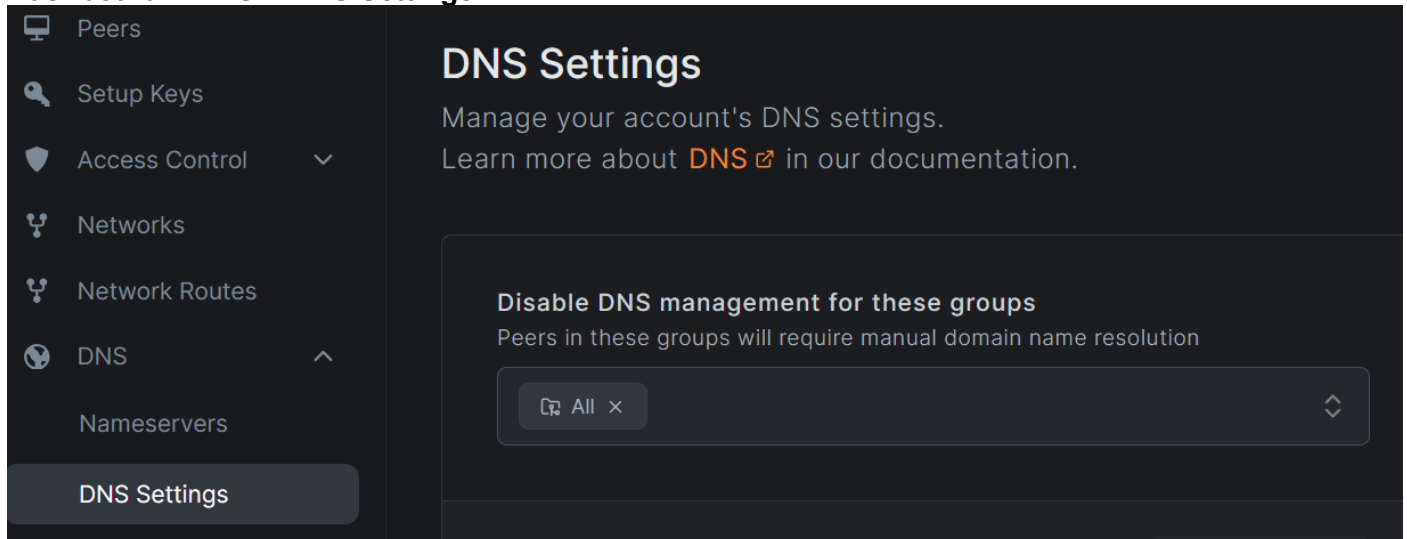 Peers
Setup Keys
Access Control
Networks
Network Routes
DNS
Nameservers
DNS Settings
DNS Settings
Manage your account's DNS settings.
Learn more about DNS in our documentation.
Disable DNS management for these groups
Peers in these groups will require manual domain name resolution
All